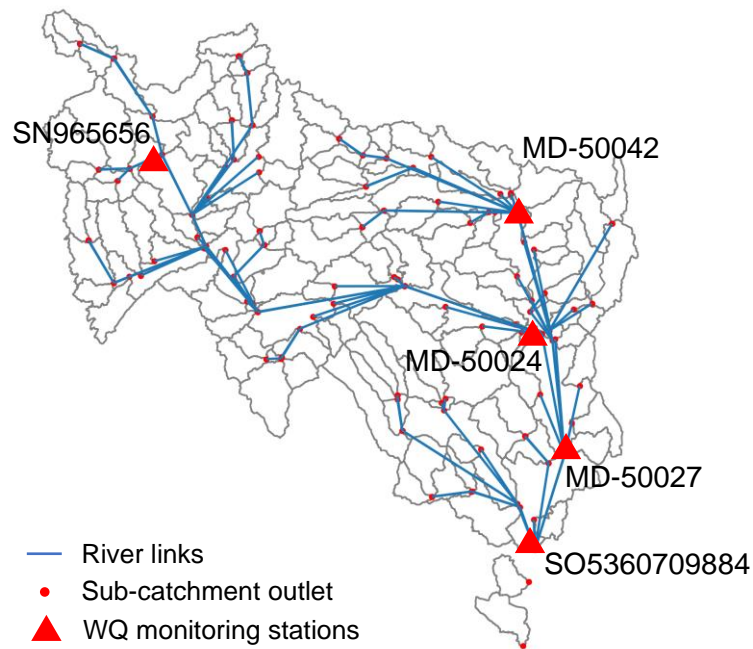 SN965656
MD-50042
MD-50024
MD-50027
SO5360709884
River links
Sub-catchment outlet
WQ monitoring stations